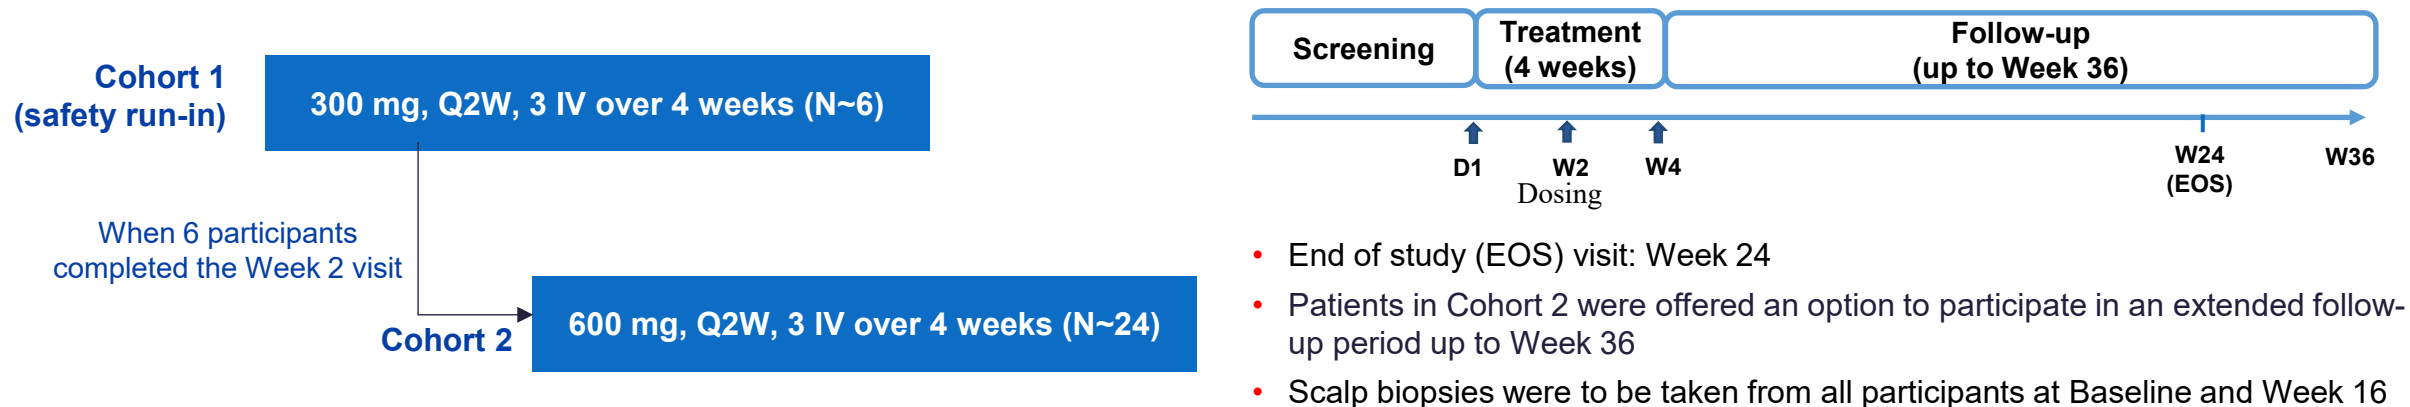 Cohort 1
(safety run-in)
300 mg, Q2W, 3 IV over 4 weeks (N~6)
When 6 participants
completed the Week 2 visit
Cohort 2
600 mg, Q2W, 3 IV over 4 weeks (N~24)
Screening
Treatment
(4 weeks)
Follow-up
(up to Week 36)
D1
W2
W4
Dosing
W24
(EOS)
W36
• End of study (EOS) visit: Week 24
• Patients in Cohort 2 were offered an option to participate in an extended follow-
up period up to Week 36
• Scalp biopsies were to be taken from all participants at Baseline and Week 16